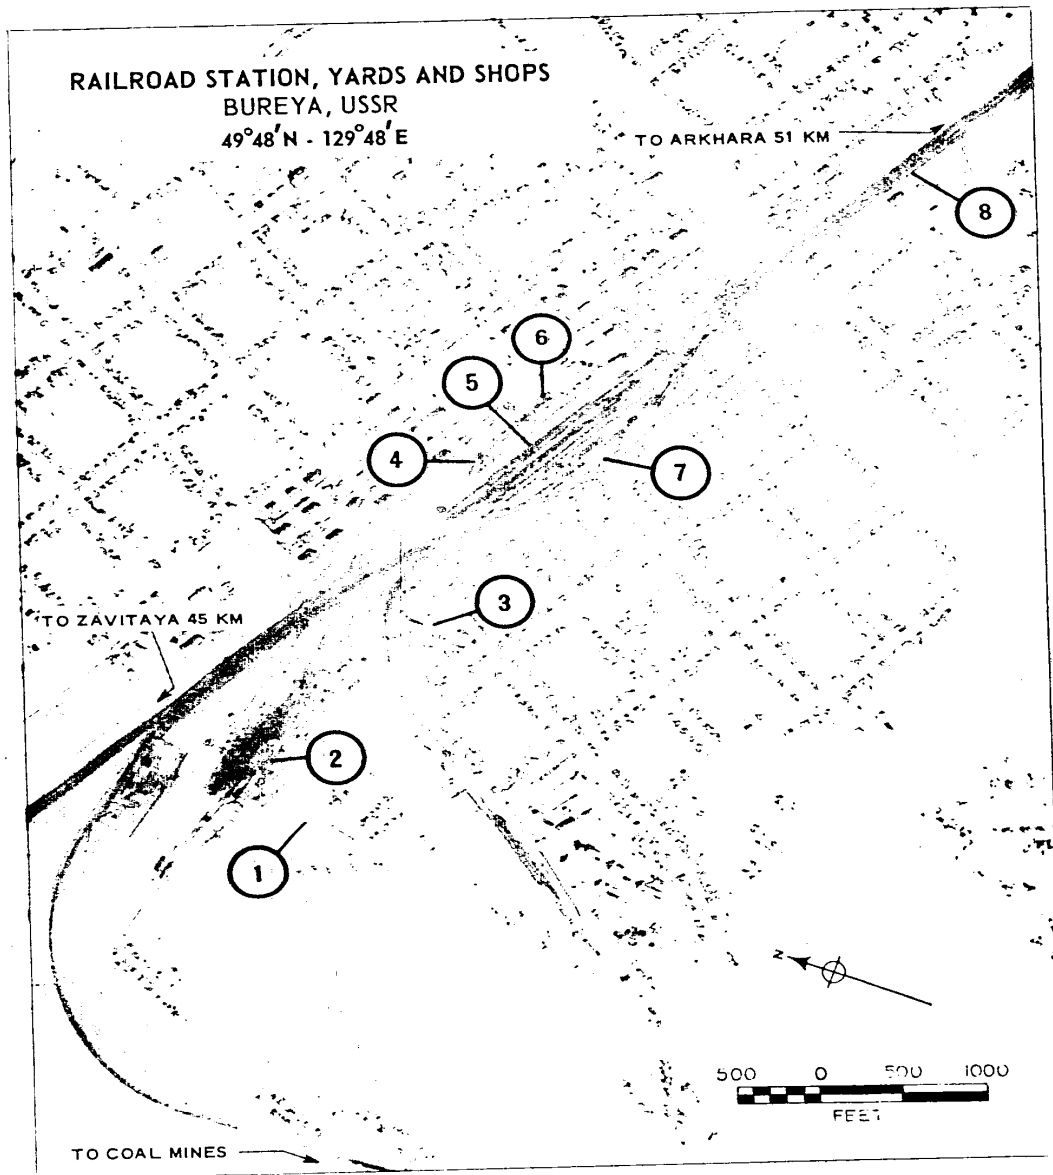 RAILROAD STATION, YARDS AND SHOPS
BUREYA, USSR
49°48'N - 129°48'E
TO ARKHARA 51 KM
8
6
5
4
7
3
TO ZAVITAYA 45 KM
2
1
N
500 0 500 1000
FEET
TO COAL MINES